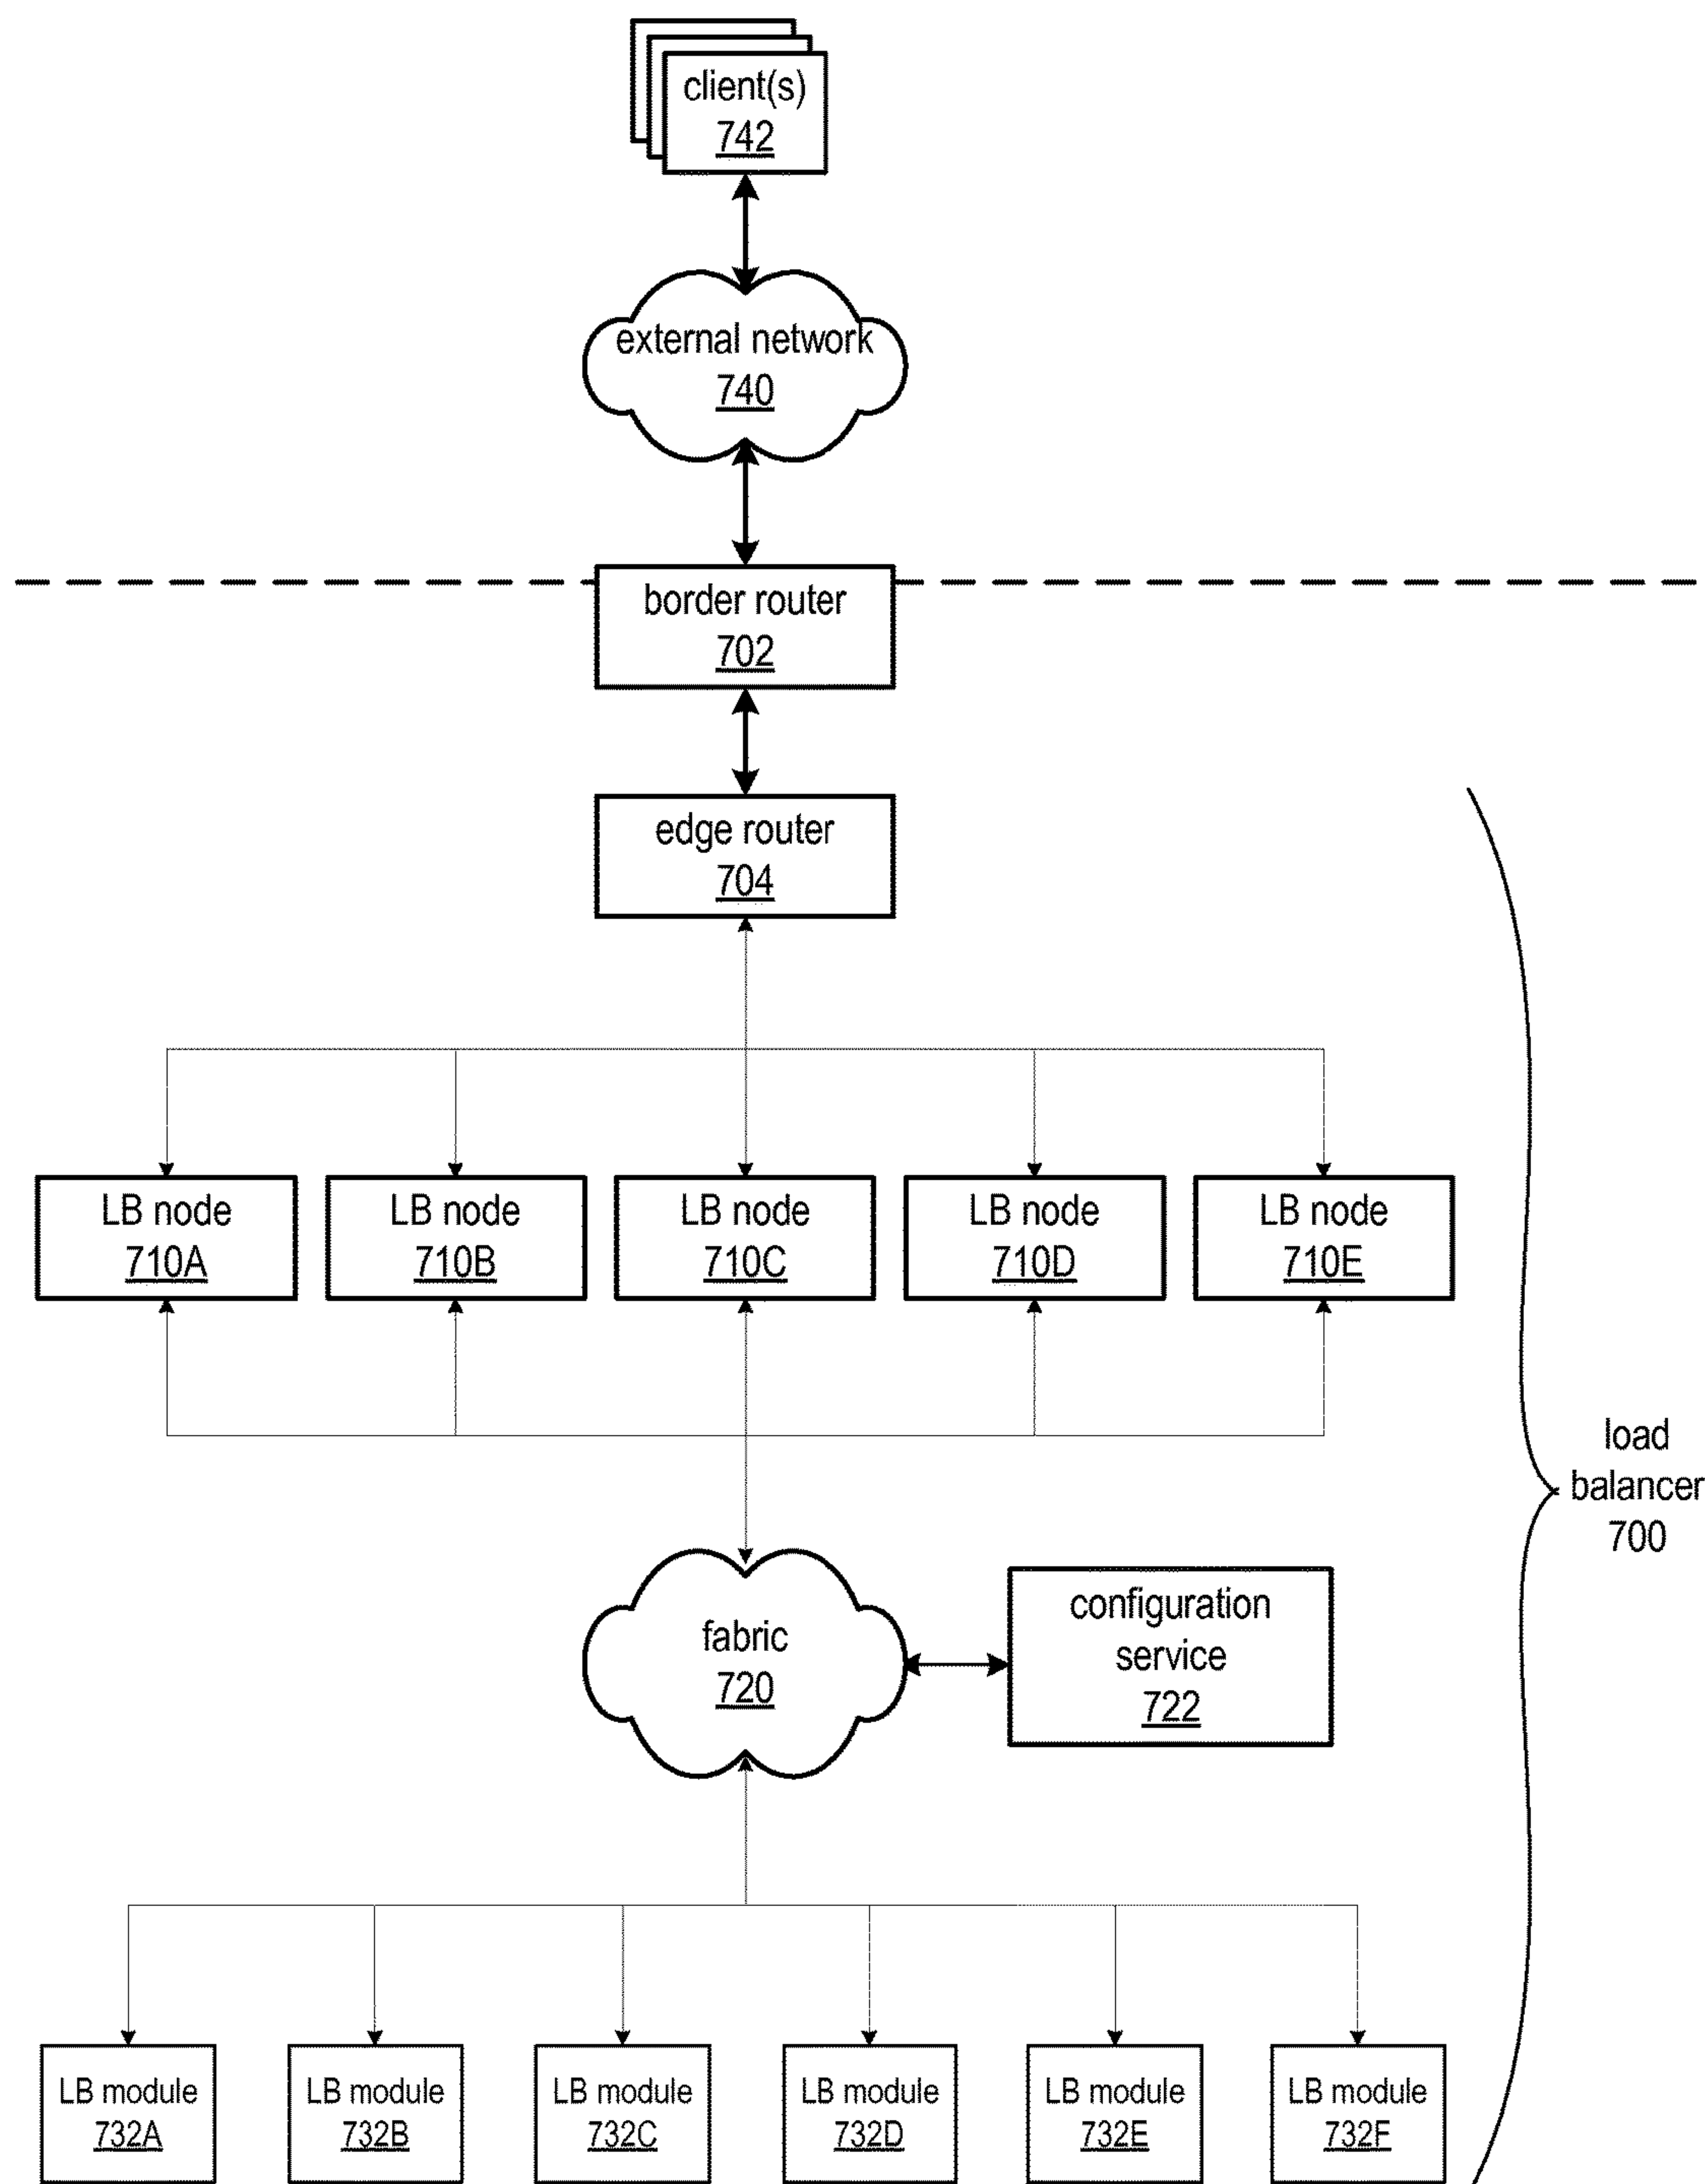 client(s)
742
external network
740
border router
702
edge router
704
LB node
710A
LB node
710B
LB node
710C
LB node
710D
LB node
710E
load
balancer
700
fabric
720
configuration
service
722
LB module
732A
LB module
732B
LB module
732C
LB module
732D
LB module
732E
LB module
732F